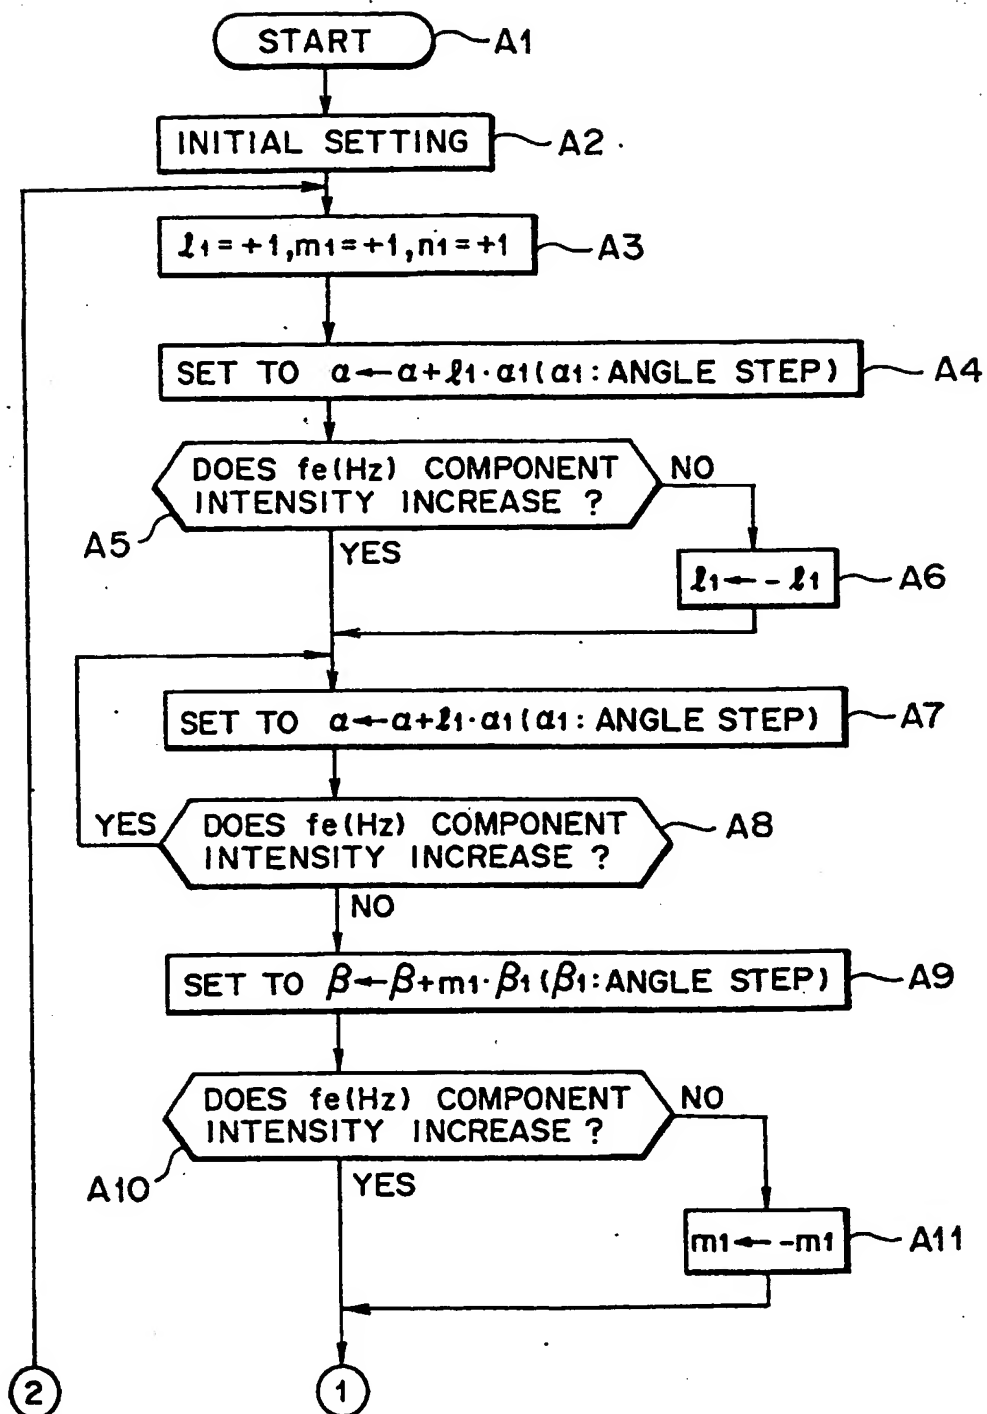 START A1
INITIAL SETTING A2
ℓ1=+1,m1=+1,n1=+1 A3
SET TO α←α+ℓ1·α1(α1:ANGLE STEP) A4
DOES fe(Hz) COMPONENT
INTENSITY INCREASE ?
NO
A5
YES
ℓ1←-ℓ1 A6
SET TO α←α+ℓ1·α1(α1:ANGLE STEP) A7
YES
DOES fe(Hz) COMPONENT
INTENSITY INCREASE ?
A8
NO
SET TO β←β+m1·β1(β1:ANGLE STEP) A9
DOES fe(Hz) COMPONENT
INTENSITY INCREASE ?
NO
A10
YES
m1←-m1 A11
2
1